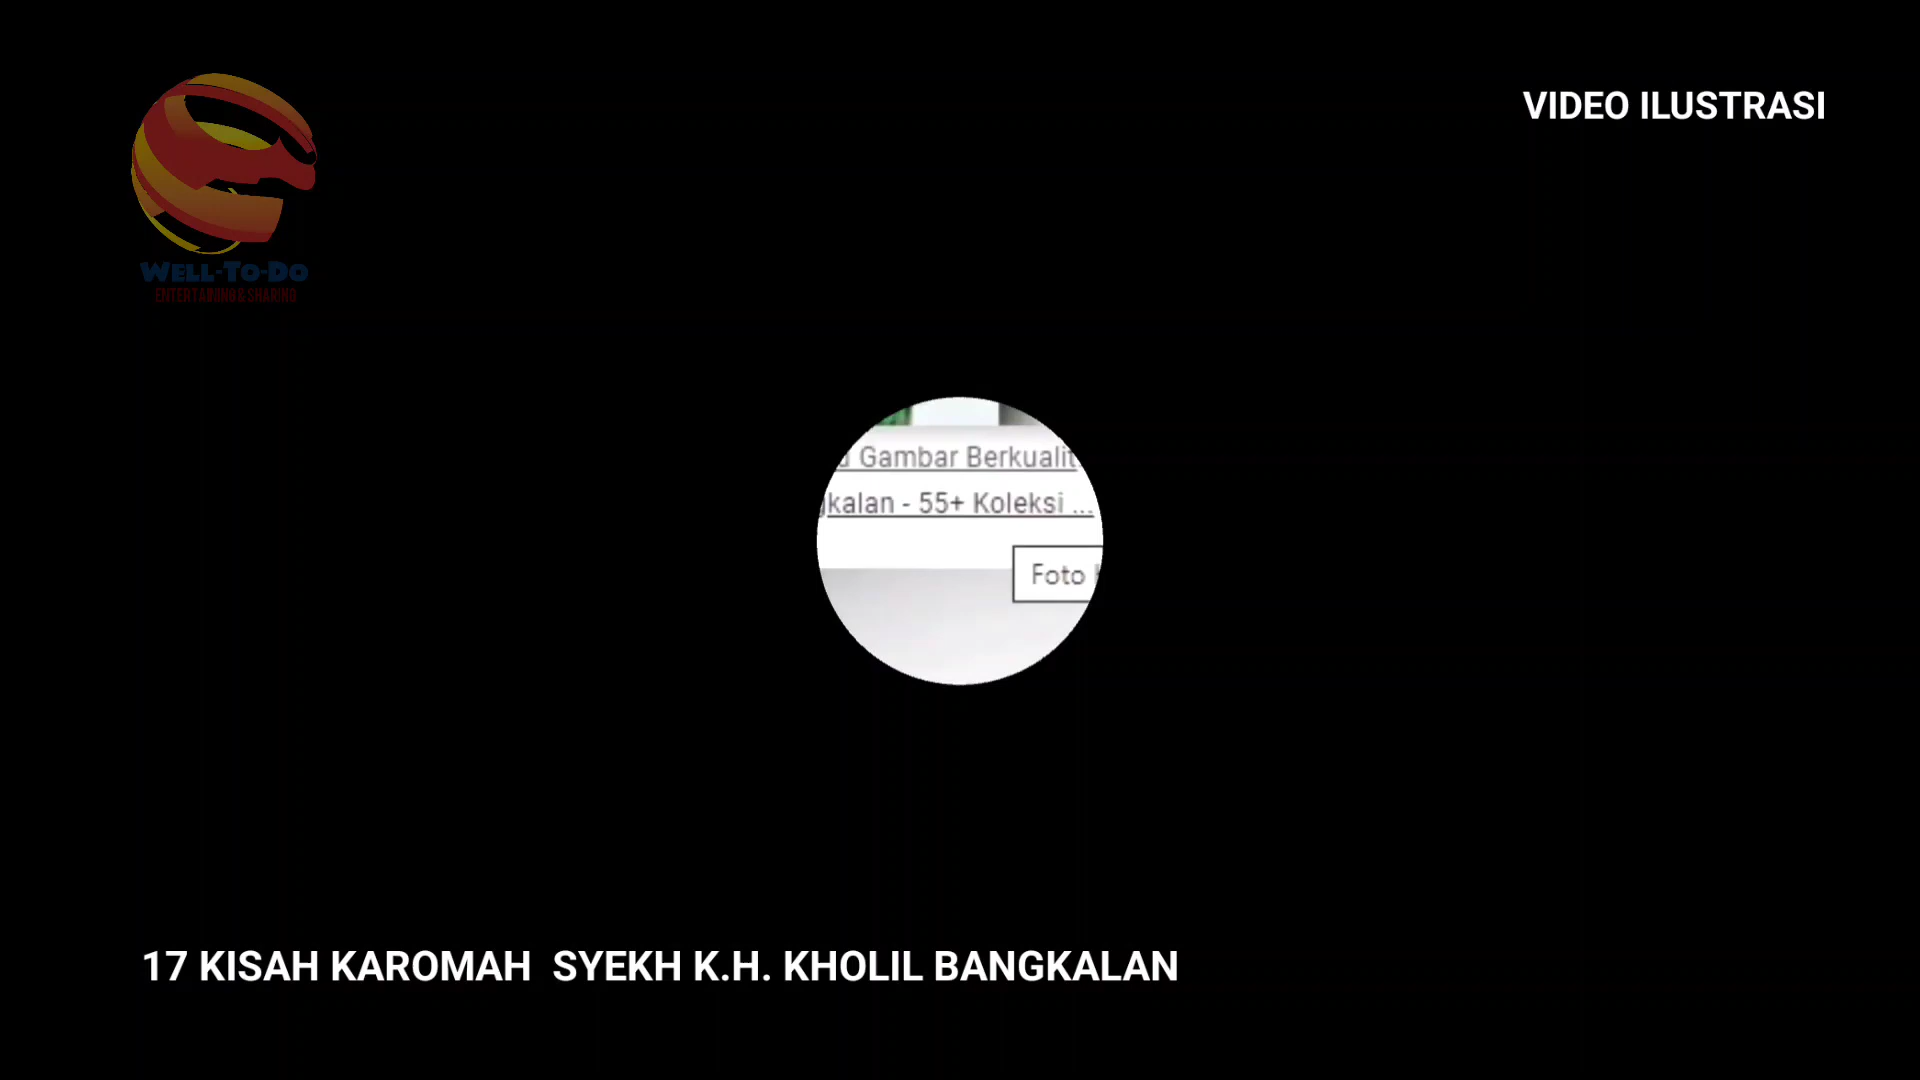 VIDEO ILUSTRASI
WELL-TO-DO
ENTERTAINING & SHARING
Gambar Berkualit
kalan - 55+ Koleksi ...
Foto
17 KISAH KAROMAH SYEKH K.H. KHOLIL BANGKALAN